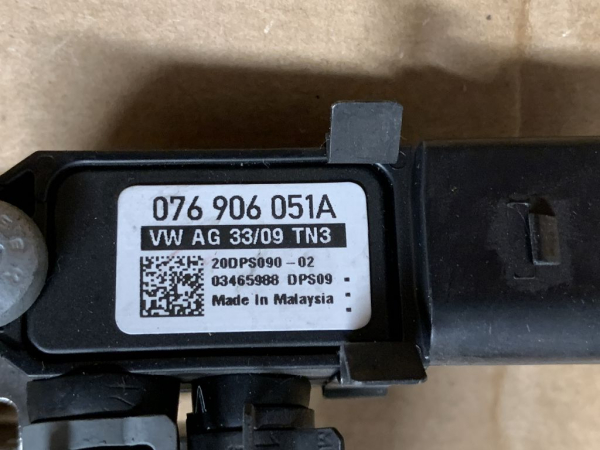 076 906 051A
VW AG 33/09 TN3
20DPS090-02
03465988 DPS09
Made In Malaysia